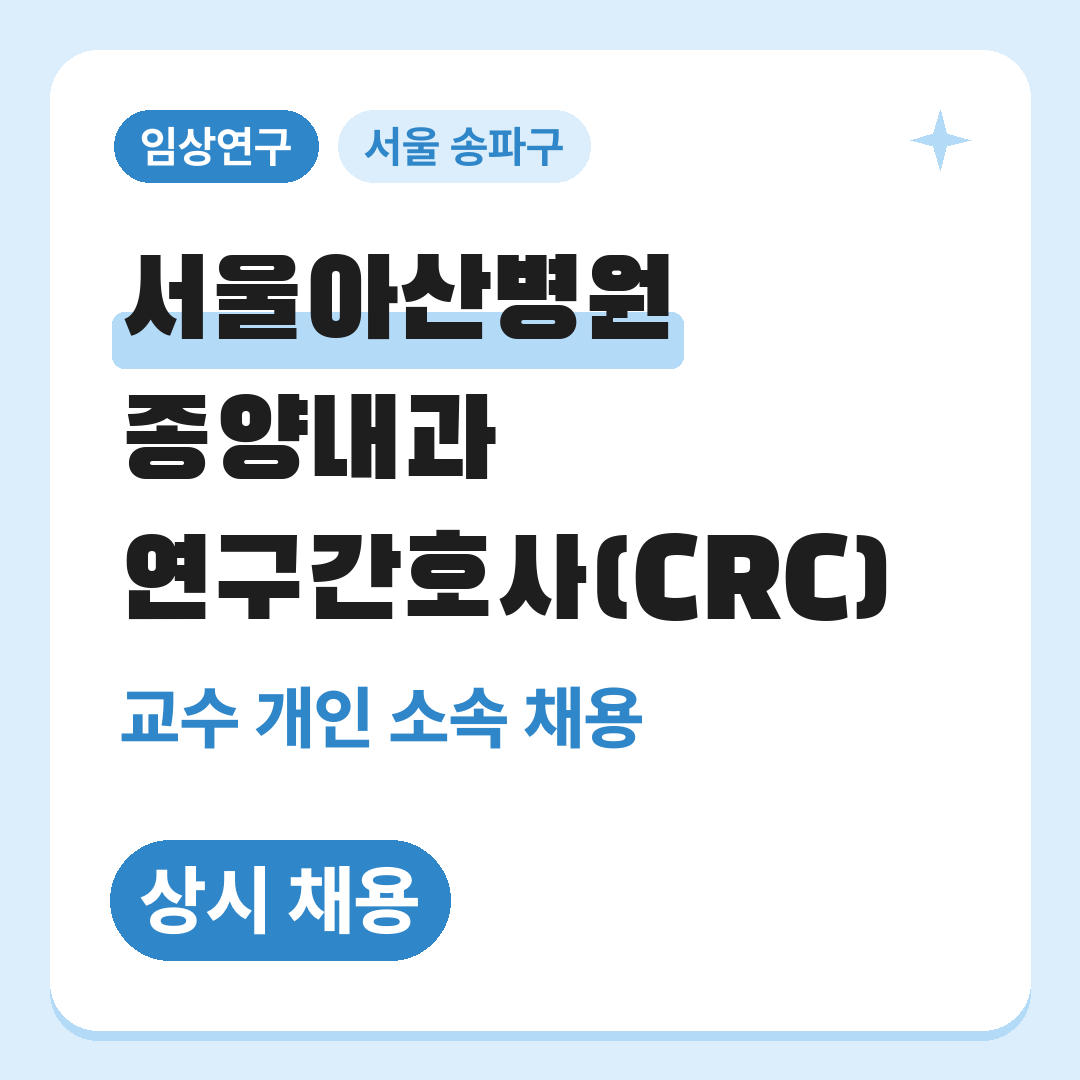 임상연구 서울 송파구
서울아산병원
종양내과
연구간호사(CRC)
교수 개인 소속 채용
상시 채용